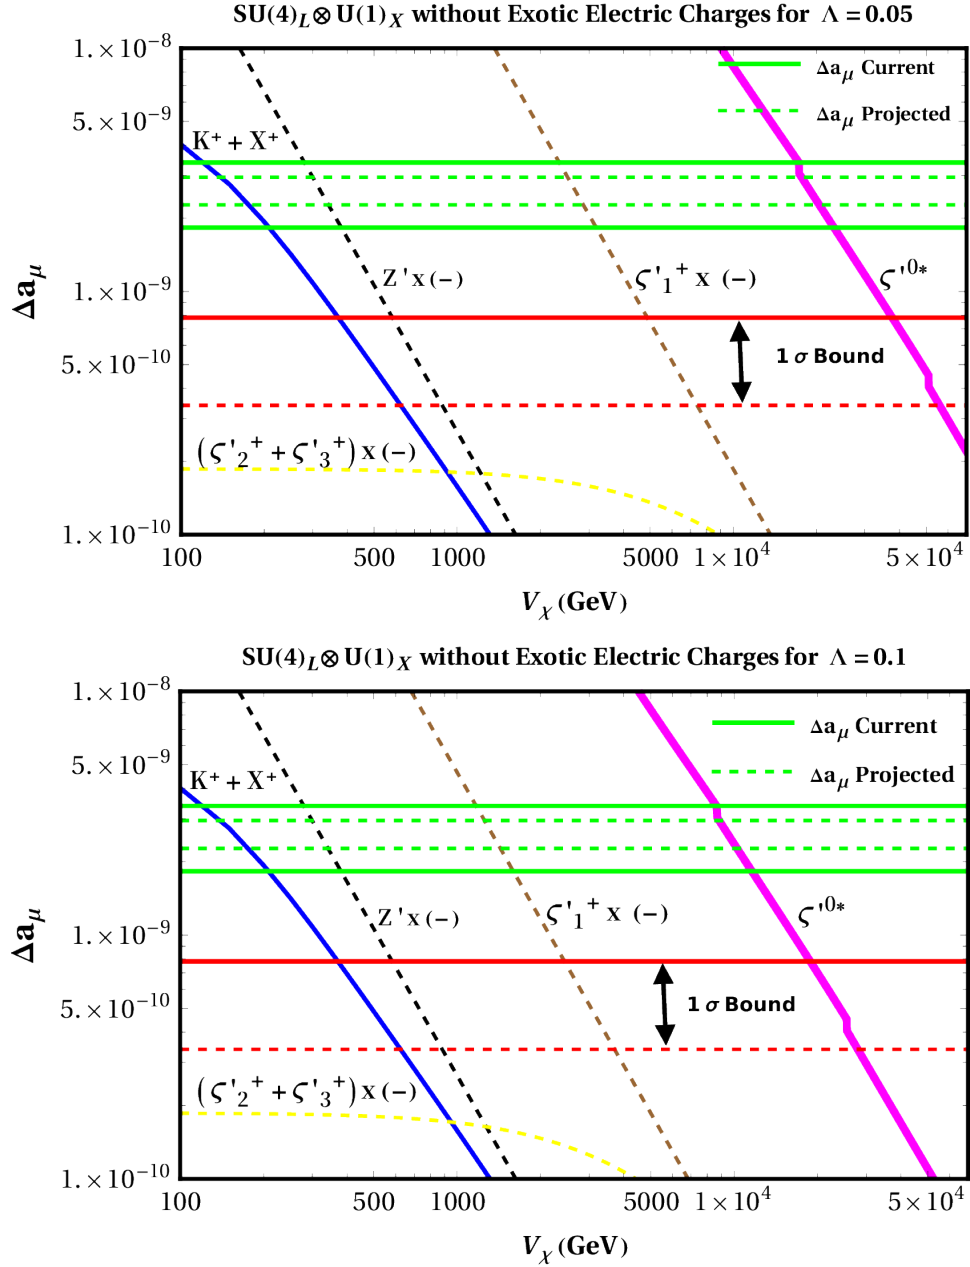 SU(4)L⊗U(1)X without Exotic Electric Charges for Λ = 0.05
1.×10⁻⁸
Δaμ Current
5.×10⁻⁹
Δaμ Projected
K⁺ + X⁺
Z'x(−)
ς'₁⁺ x (−)
ς'⁰*
1.×10⁻⁹
Δaμ
5.×10⁻¹⁰
1 σ Bound
(ς'₂⁺ + ς'₃⁺)x(−)
1.×10⁻¹⁰
100 500 1000 5000 1×10⁴ 5×10⁴
Vχ (GeV)
SU(4)L⊗U(1)X without Exotic Electric Charges for Λ = 0.1
1.×10⁻⁸
Δaμ Current
5.×10⁻⁹
Δaμ Projected
K⁺ + X⁺
Z'x(−)
ς'₁⁺ x (−)
ς'⁰*
1.×10⁻⁹
Δaμ
5.×10⁻¹⁰
1 σ Bound
(ς'₂⁺ + ς'₃⁺)x(−)
1.×10⁻¹⁰
100 500 1000 5000 1×10⁴ 5×10⁴
Vχ (GeV)